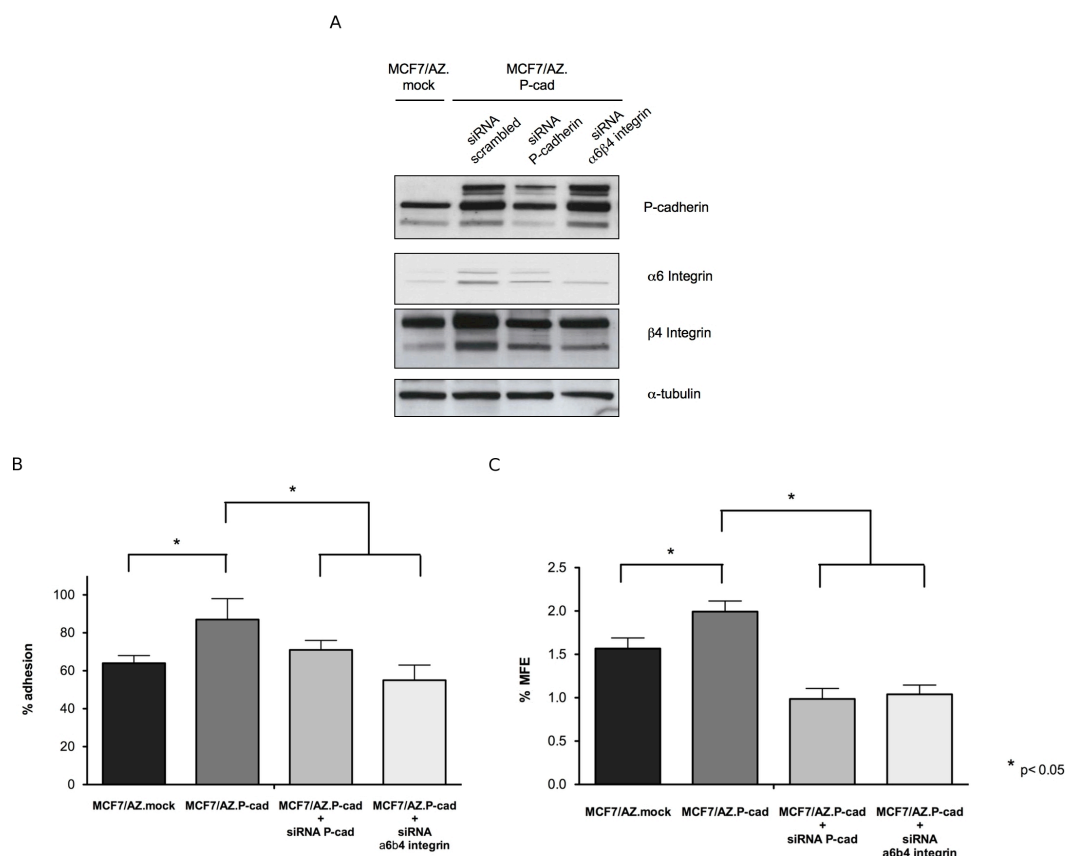 A
MCF7/AZ.
mock
MCF7/AZ.
P-cad
siRNA
scrambled
siRNA
P-cadherin
siRNA
α6β4 integrin
P-cadherin
α6 Integrin
β4 Integrin
α-tubulin
B
*
*
100
80
60
40
20
0
% adhesion
MCF7/AZ.mock
MCF7/AZ.P-cad
MCF7/AZ.P-cad
+
siRNA P-cad
MCF7/AZ.P-cad
+
siRNA
a6b4 integrin
C
*
*
2.5
2.0
1.5
1.0
0.5
0.0
% MFE
MCF7/AZ.mock
MCF7/AZ.P-cad
MCF7/AZ.P-cad
+
siRNA P-cad
MCF7/AZ.P-cad
+
siRNA
a6b4 integrin
* p< 0.05